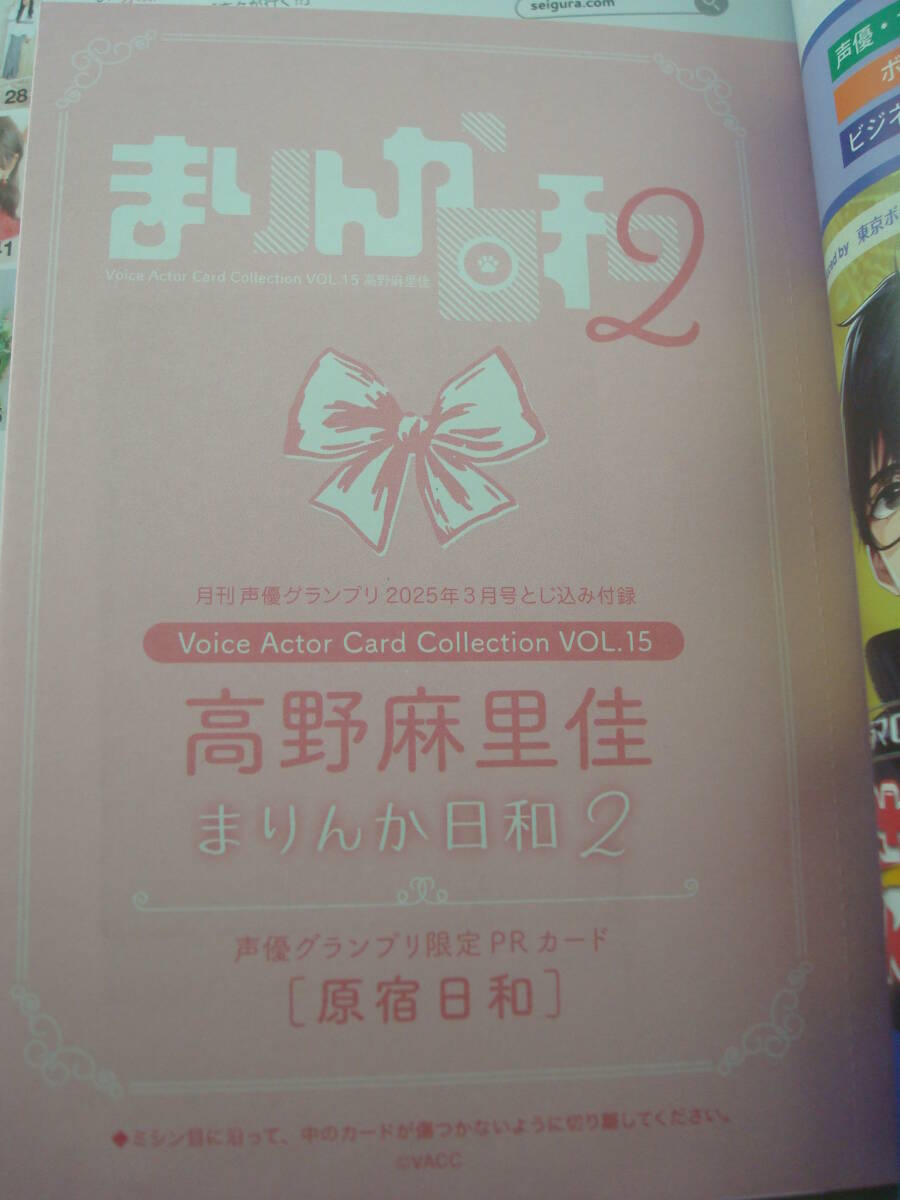 seigura.com
28
まりんか日和2
Voice Actor Card Collection VOL.15 高野麻里佳
月刊 声優グランプリ 2025年3月号とじ込み付録
Voice Actor Card Collection VOL.15
高野麻里佳
まりんか日和 2
声優グランプリ限定 PR カード
[原宿日和]
◆ミシン目に沿って、中のカードが傷つかないように切り離してください。
©VACC
声優・
ボ
ビジネ
東京ボ